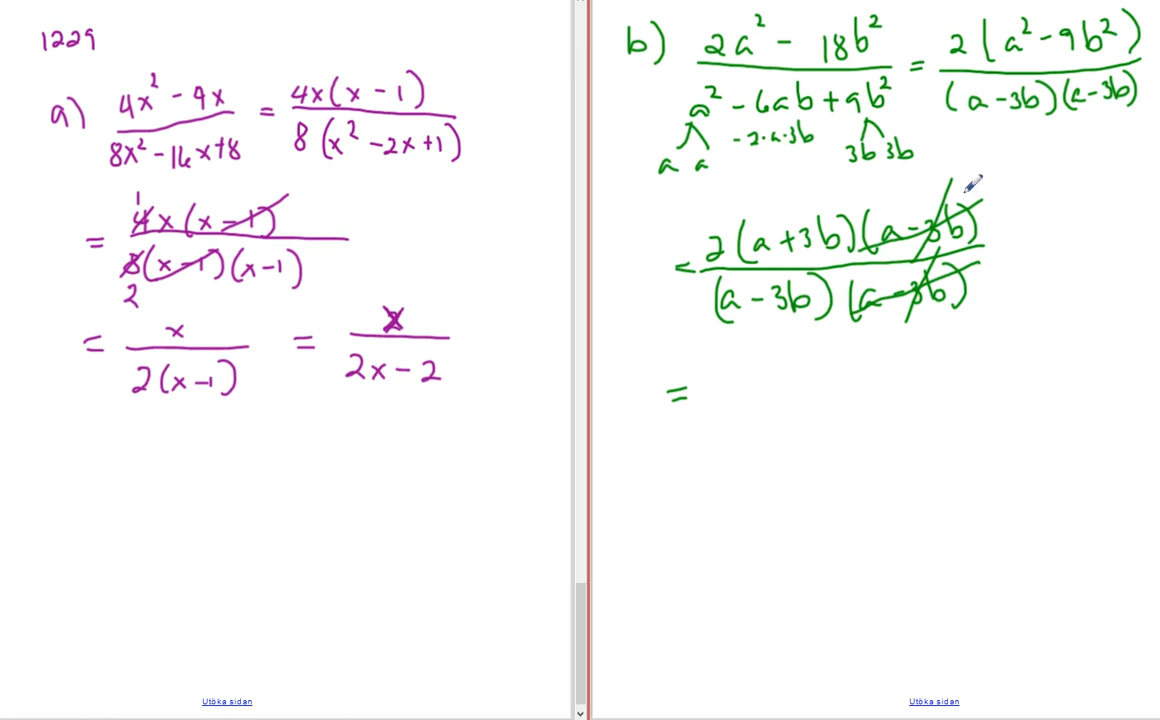 1229
a) 4x² - 4x / 8x² - 16x + 8 = 4x(x - 1) / 8(x² - 2x + 1)
= 4x(x - 1) / 8(x - 1)(x - 1)
1
2
= x / 2(x - 1) = x / 2x - 2
Utöka sidan
b) 2a² - 18b² / a² - 6ab + 9b² = 2(a² - 9b²) / (a - 3b)(a - 3b)
a a - 2·a·3b 3b 3b
= 2(a + 3b)(a - 3b) / (a - 3b)(a - 3b)
=
Utöka sidan